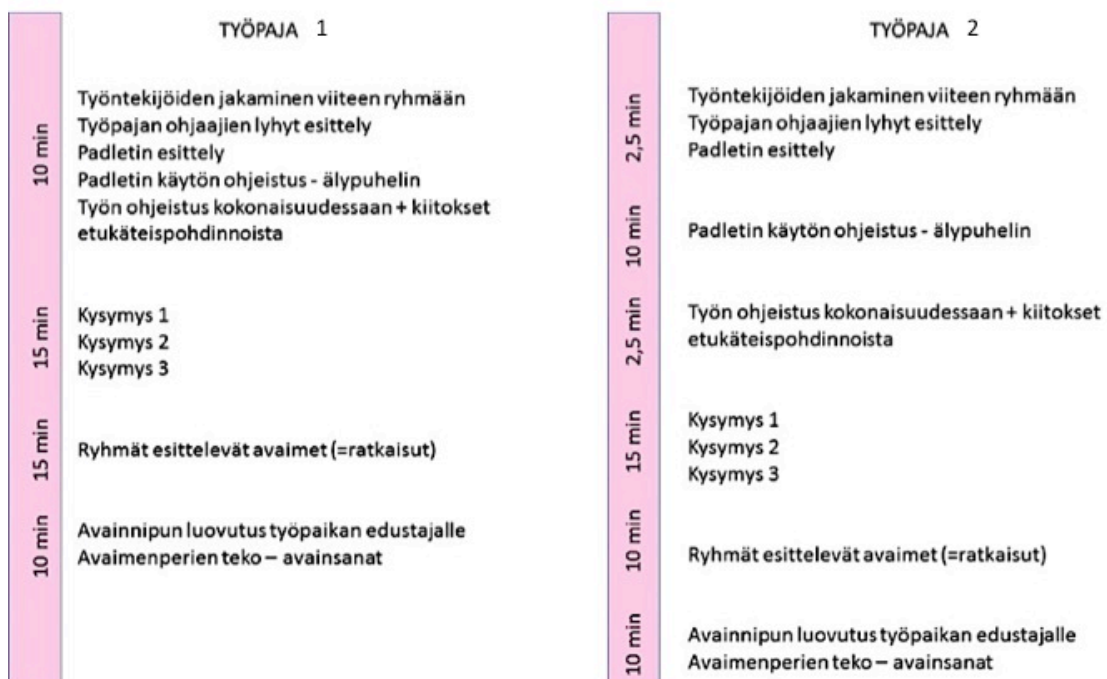 TYÖPAJA 1
10 min
Työntekijöiden jakaminen viiteen ryhmään
Työpajan ohjaajien lyhyt esittely
Padletin esittely
Padletin käytön ohjeistus - älypuhelin
Työn ohjeistus kokonaisuudessaan + kiitokset
etukäteispohdinnoista
15 min
Kysymys 1
Kysymys 2
Kysymys 3
15 min
Ryhmät esittelevät avaimet (=ratkaisut)
10 min
Avainnipun luovutus työpaikan edustajalle
Avaimenperien teko – avainsanat
TYÖPAJA 2
2,5 min
Työntekijöiden jakaminen viiteen ryhmään
Työpajan ohjaajien lyhyt esittely
Padletin esittely
10 min
Padletin käytön ohjeistus - älypuhelin
2,5 min
Työn ohjeistus kokonaisuudessaan + kiitokset
etukäteispohdinnoista
15 min
Kysymys 1
Kysymys 2
Kysymys 3
10 min
Ryhmät esittelevät avaimet (=ratkaisut)
10 min
Avainnipun luovutus työpaikan edustajalle
Avaimenperien teko – avainsanat